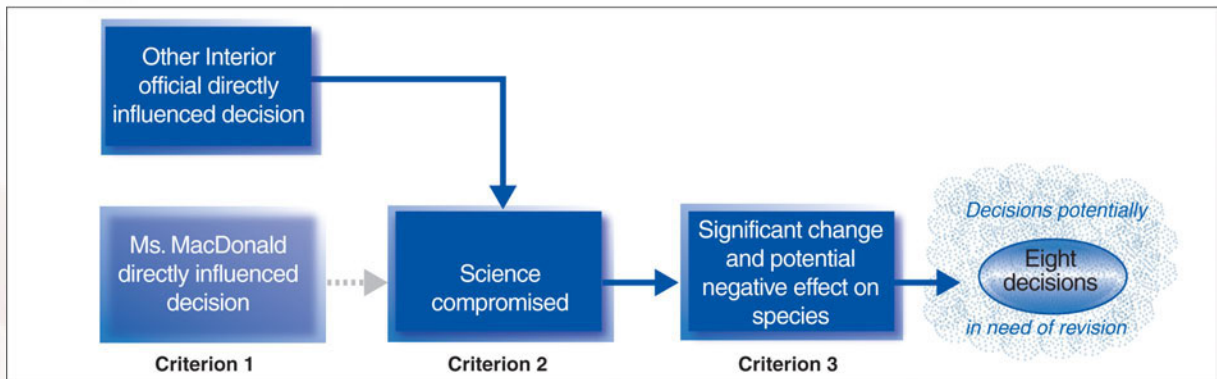 Other Interior
official directly
influenced decision
Ms. MacDonald
directly influenced
decision
Criterion 1
Science
compromised
Criterion 2
Significant change
and potential
negative effect on
species
Criterion 3
Decisions potentially
Eight
decisions
in need of revision